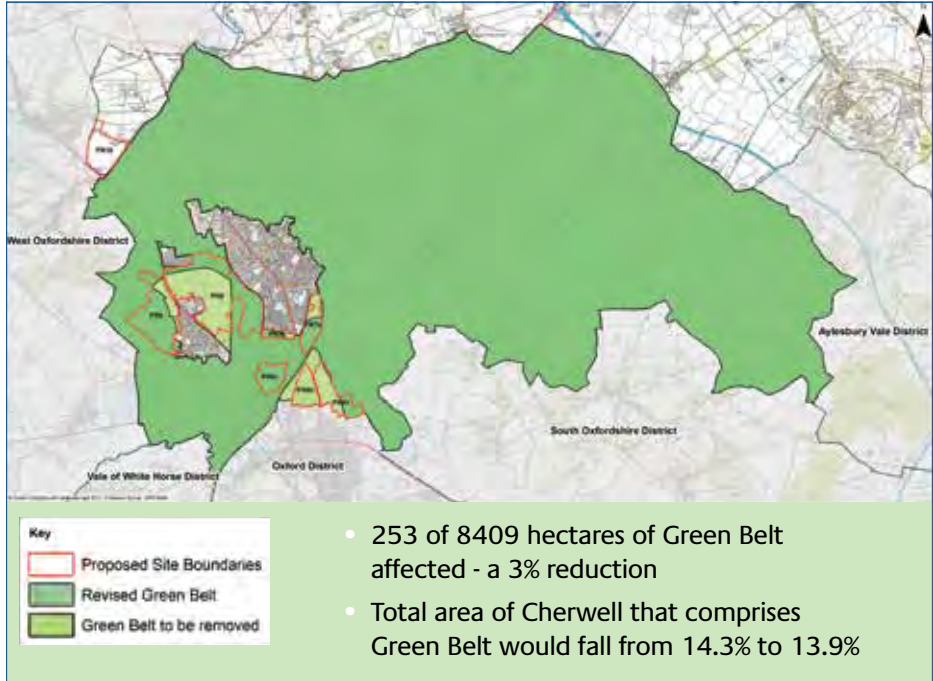 West Oxfordshire District
Aylesbury Vale District
South Oxfordshire District
Oxford District
Vale of White Horse District
Key
Proposed Site Boundaries
Revised Green Belt
Green Belt to be removed
• 253 of 8409 hectares of Green Belt
affected - a 3% reduction
• Total area of Cherwell that comprises
Green Belt would fall from 14.3% to 13.9%